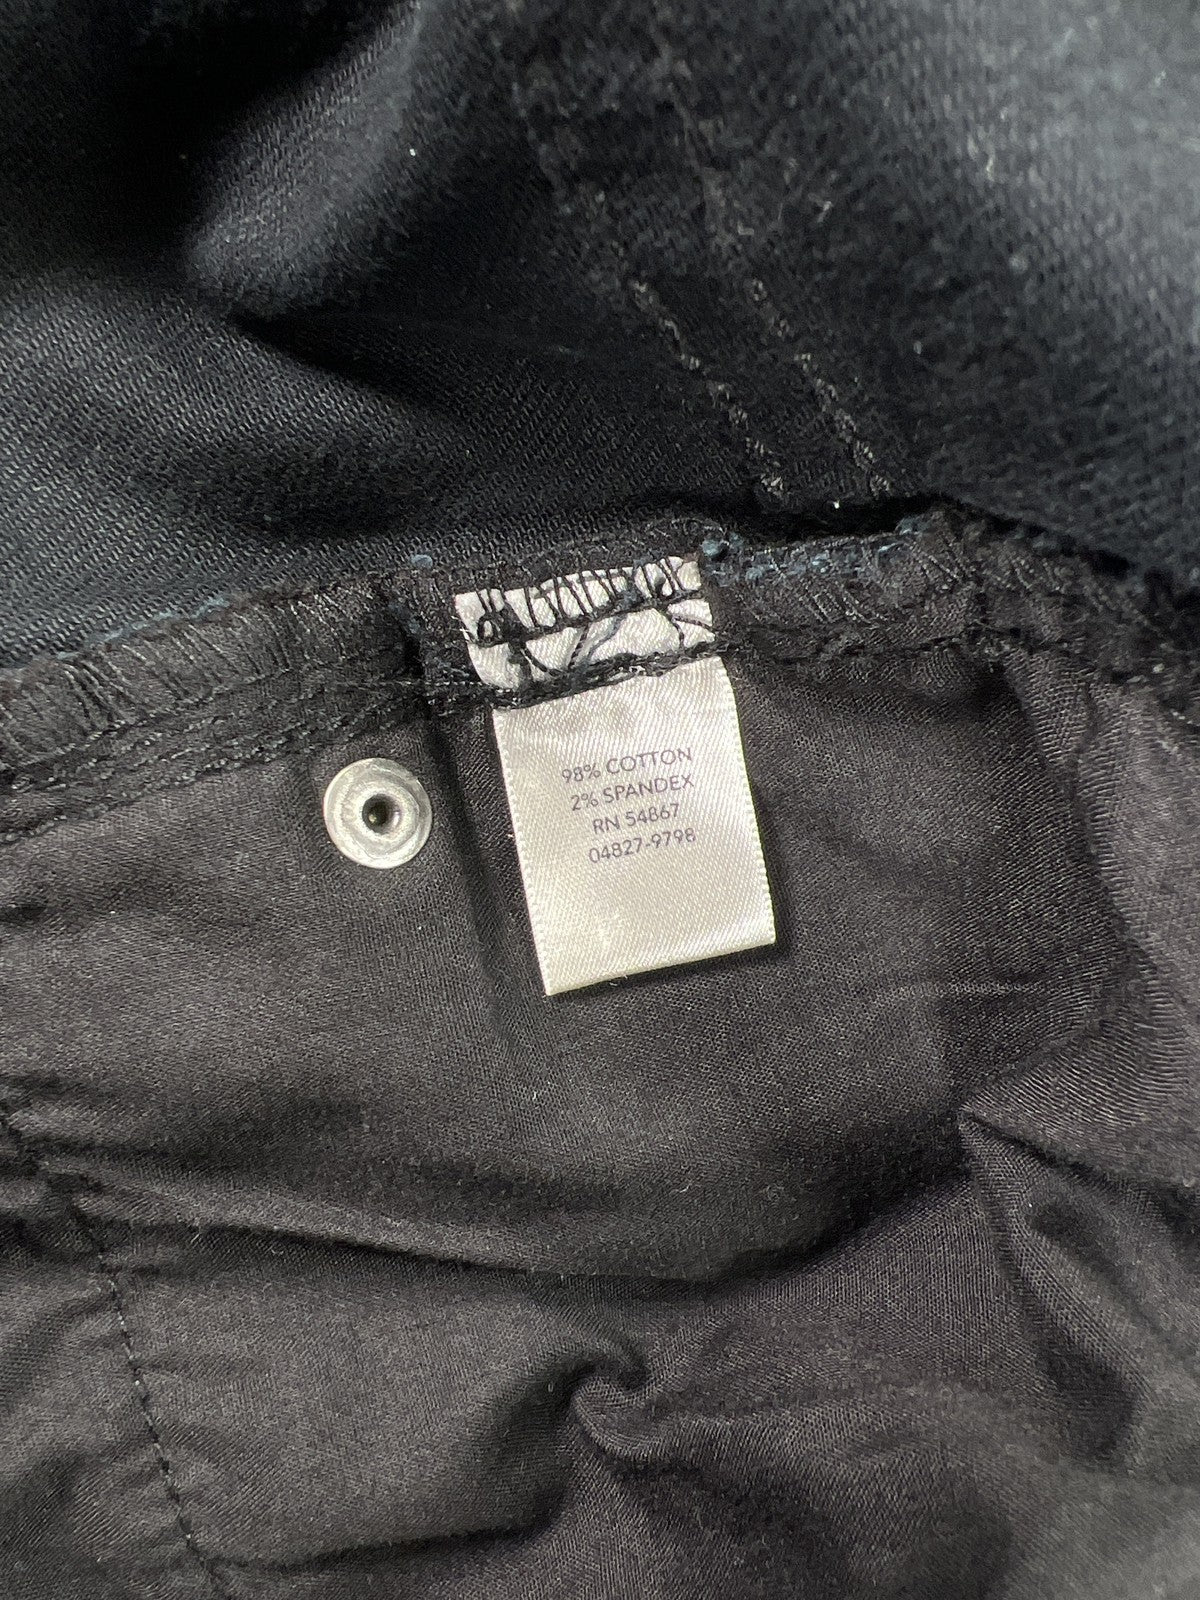 98% COTTON
2% SPANDEX
RN 54867
04827-9798